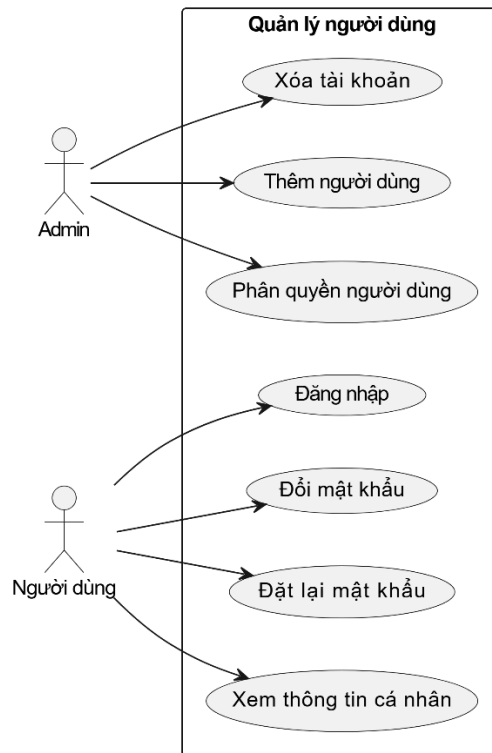 Quản lý người dùng
Xóa tài khoản
Thêm người dùng
Admin
Phân quyền người dùng
Đăng nhập
Đổi mật khẩu
Người dùng
Đặt lại mật khẩu
Xem thông tin cá nhân